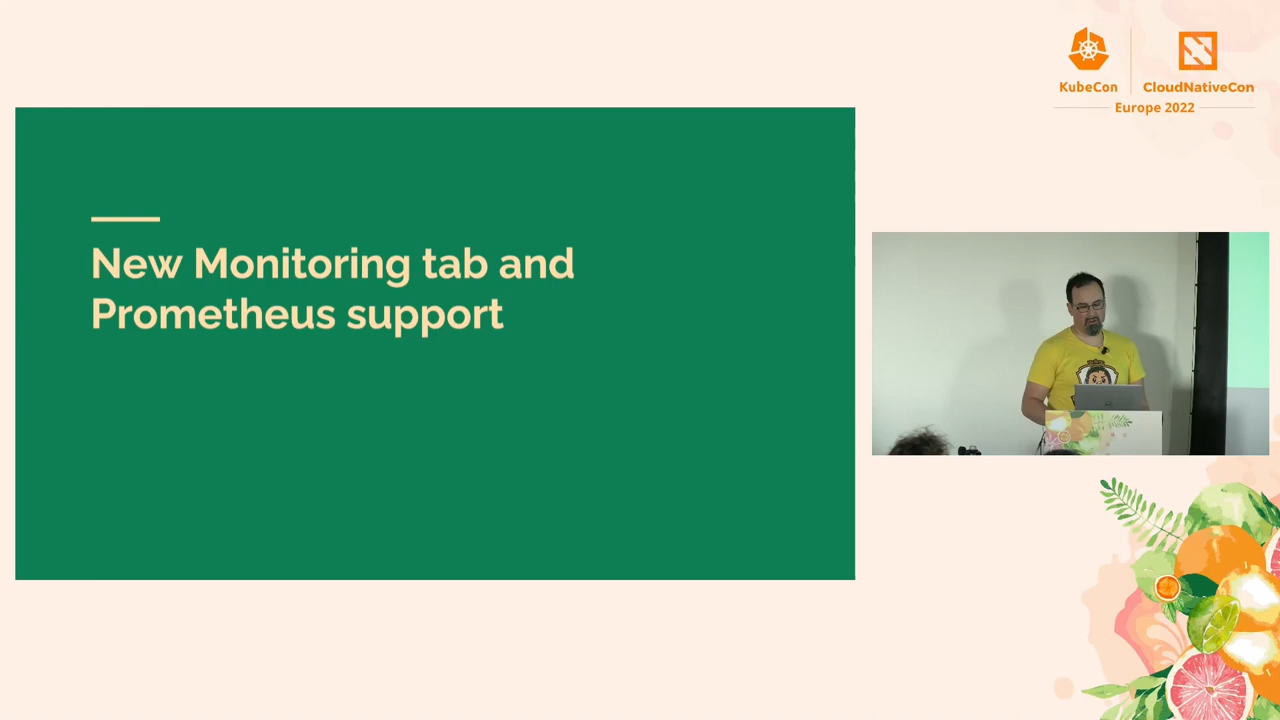 KubeCon
CloudNativeCon
Europe 2022
New Monitoring tab and
Prometheus support